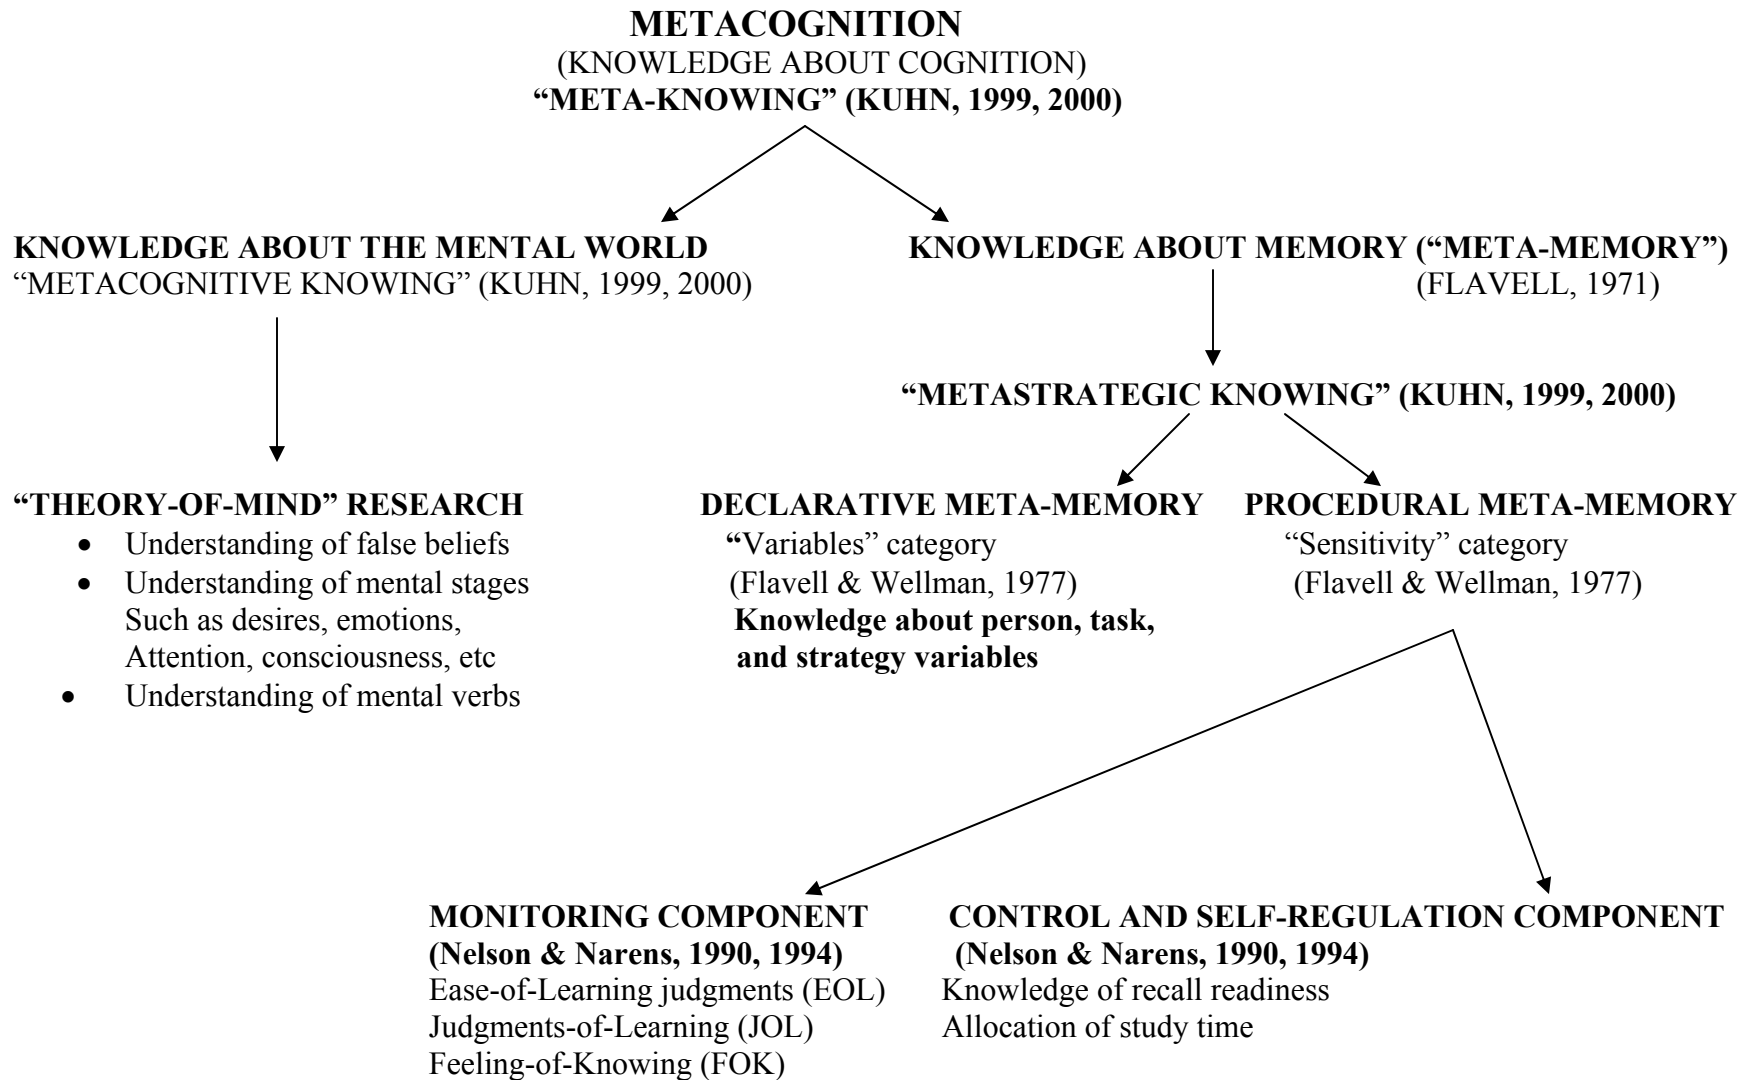 METACOGNITION
(KNOWLEDGE ABOUT COGNITION)
“META-KNOWING” (KUHN, 1999, 2000)
KNOWLEDGE ABOUT THE MENTAL WORLD
“METACOGNITIVE KNOWING” (KUHN, 1999, 2000)
KNOWLEDGE ABOUT MEMORY (“META-MEMORY”)
(FLAVELL, 1971)
“METASTRATEGIC KNOWING” (KUHN, 1999, 2000)
“THEORY-OF-MIND” RESEARCH
• Understanding of false beliefs
• Understanding of mental stages
Such as desires, emotions,
Attention, consciousness, etc
• Understanding of mental verbs
DECLARATIVE META-MEMORY
“Variables” category
(Flavell & Wellman, 1977)
Knowledge about person, task,
and strategy variables
PROCEDURAL META-MEMORY
“Sensitivity” category
(Flavell & Wellman, 1977)
MONITORING COMPONENT
(Nelson & Narens, 1990, 1994)
Ease-of-Learning judgments (EOL)
Judgments-of-Learning (JOL)
Feeling-of-Knowing (FOK)
CONTROL AND SELF-REGULATION COMPONENT
(Nelson & Narens, 1990, 1994)
Knowledge of recall readiness
Allocation of study time